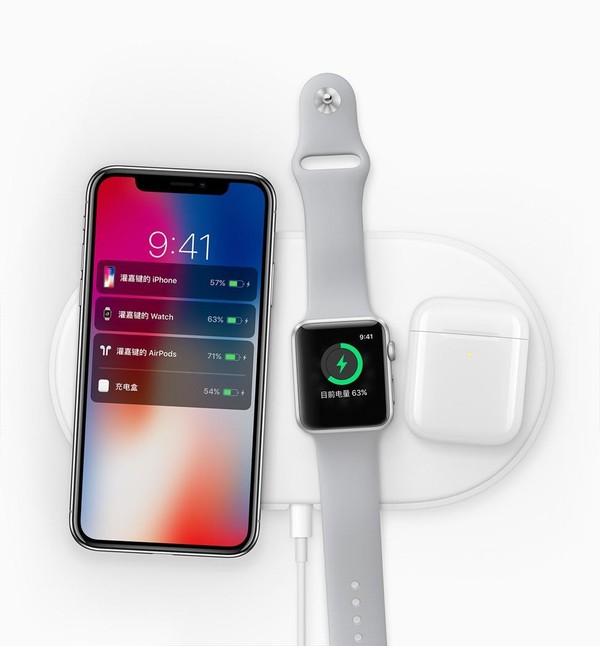 9:41
灌嘉键的 iPhone 57%
灌嘉键的 Watch 63%
灌嘉键的 AirPods 71%
充电盒 54%
9:41
目前电量 63%